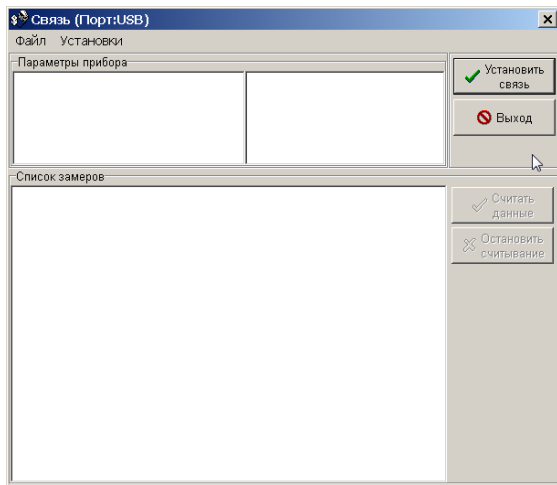 Связь (Порт:USB)
Файл Установки
Параметры прибора
Установить
связь
Выход
Список замеров
Считать
данные
Остановить
считывание